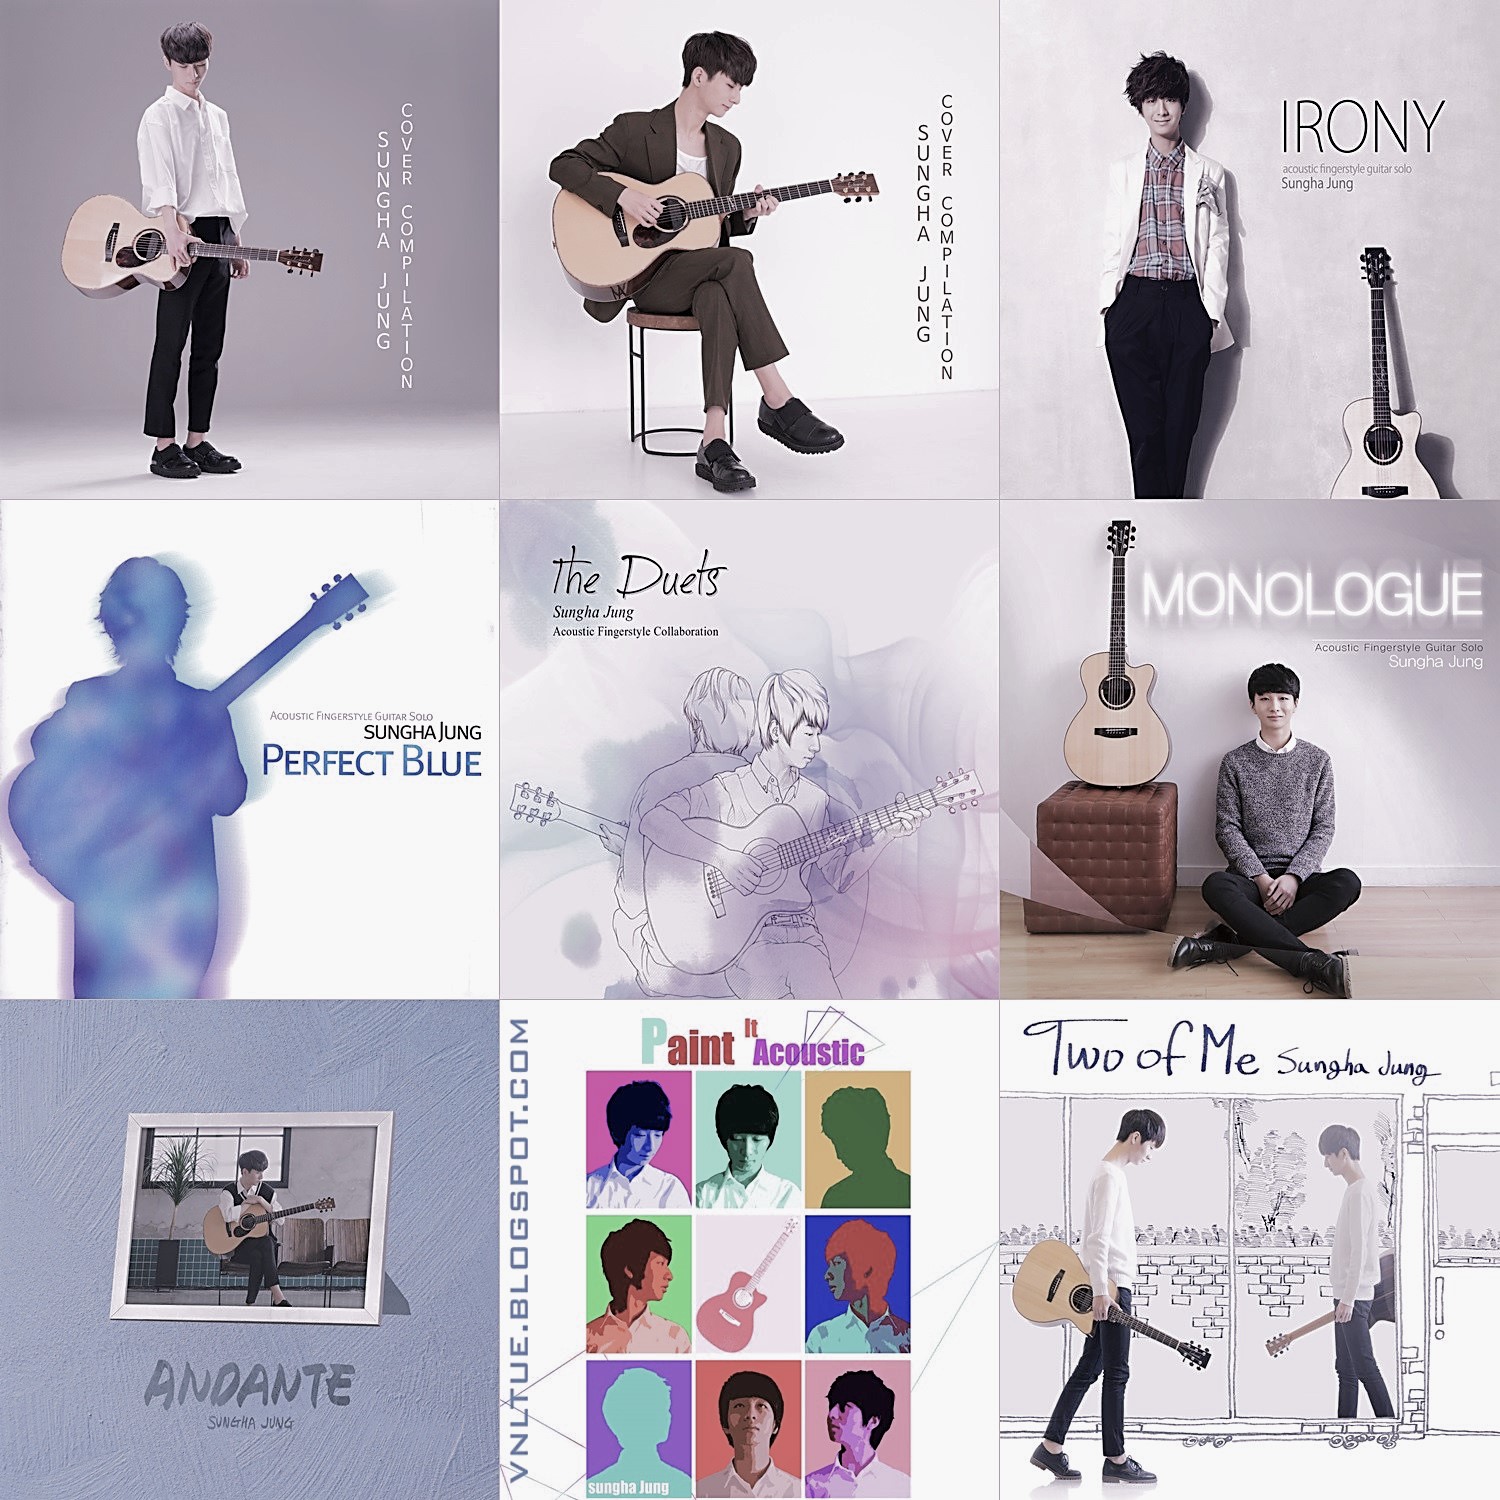 COVER COMPILATION
SUNGHA JUNG
COVER COMPILATION
SUNGHA JUNG
IRONY
acoustic fingerstyle guitar solo
Sungha Jung
ACOUSTIC FINGERSTYLE GUITAR SOLO
SUNGHA JUNG
PERFECT BLUE
the Duets
Sungha Jung
Acoustic Fingerstyle Collaboration
MONOLOGUE
Acoustic Fingerstyle Guitar Solo
Sungha Jung
ANDANTE
SUNGHA JUNG
VNLTUE.BLOGSPOT.COM
Paint It Acoustic
sungha Jung
Two of Me Sungha Jung